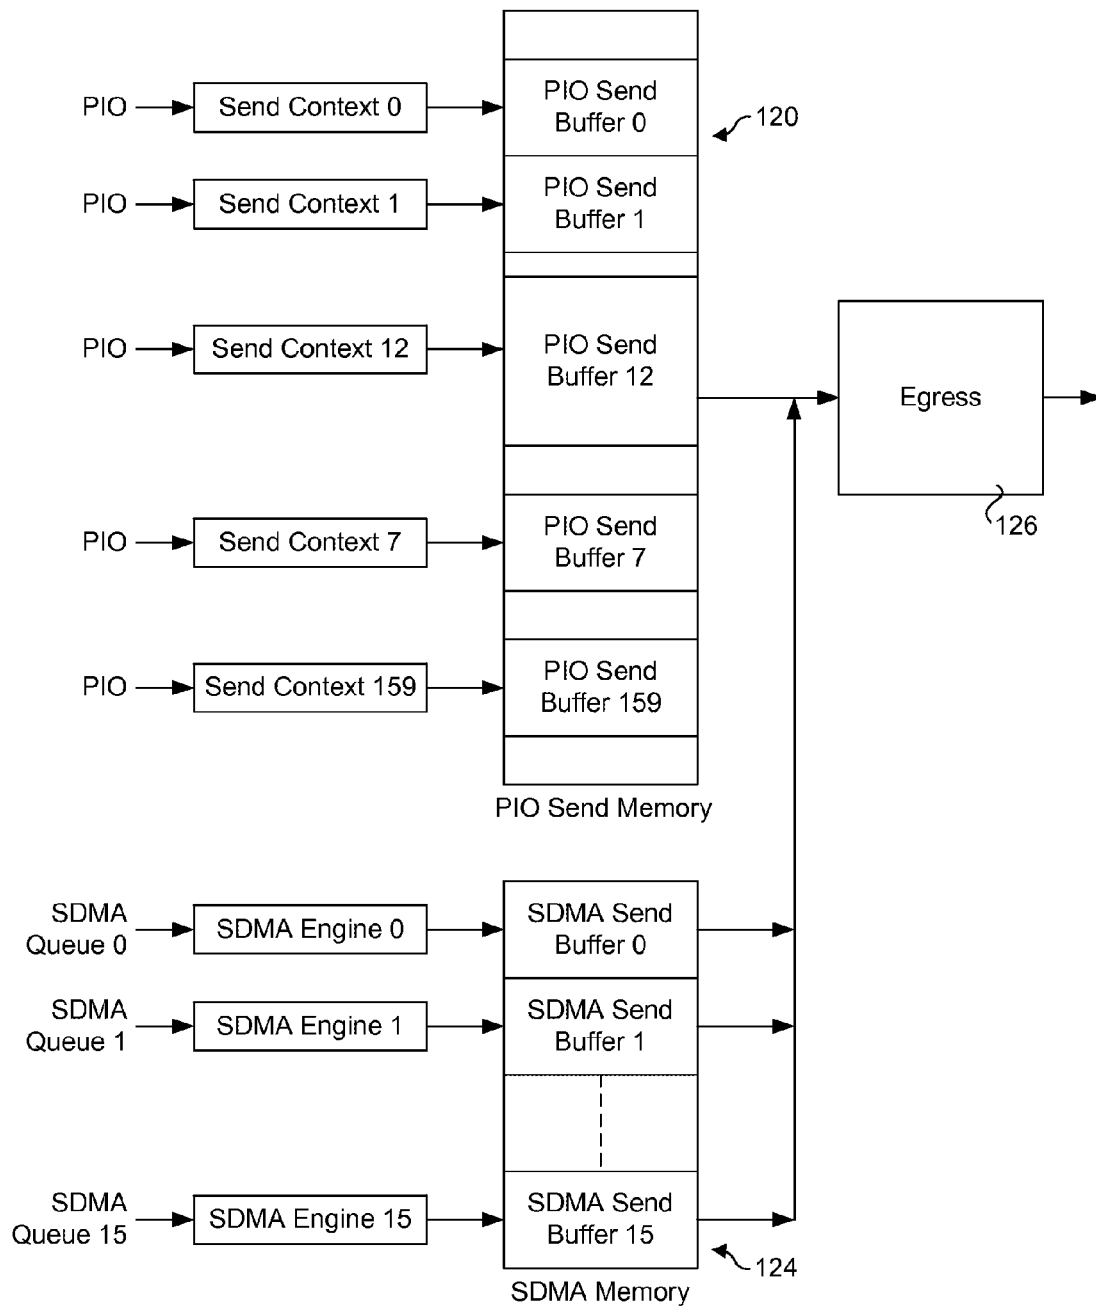 PIO
Send Context 0
PIO Send
Buffer 0
120
PIO
Send Context 1
PIO Send
Buffer 1
PIO
Send Context 12
PIO Send
Buffer 12
Egress
126
PIO
Send Context 7
PIO Send
Buffer 7
PIO
Send Context 159
PIO Send
Buffer 159
PIO Send Memory
SDMA
Queue 0
SDMA Engine 0
SDMA Send
Buffer 0
SDMA
Queue 1
SDMA Engine 1
SDMA Send
Buffer 1
SDMA
Queue 15
SDMA Engine 15
SDMA Send
Buffer 15
124
SDMA Memory